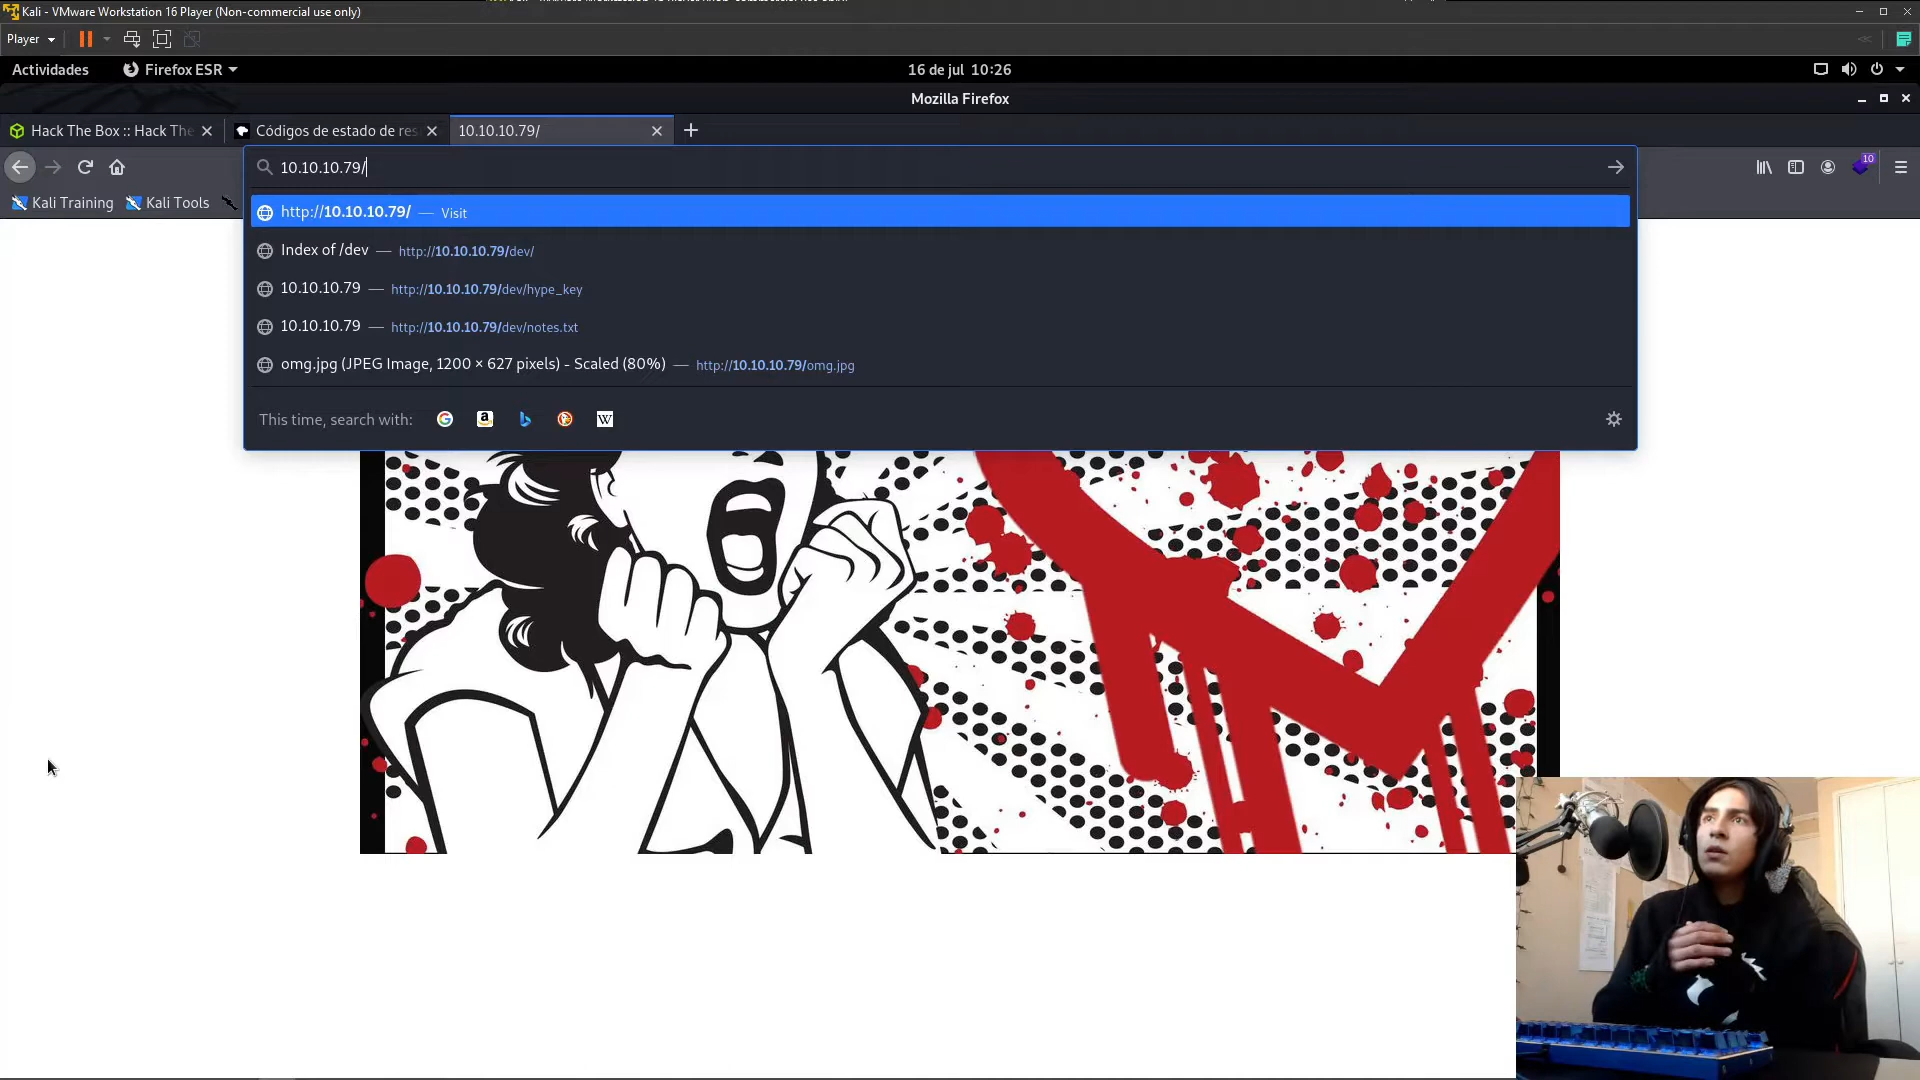 Kali - VMware Workstation 16 Player (Non-commercial use only)
Player
Actividades
Firefox ESR
16 de jul 10:26
Mozilla Firefox
Hack The Box :: Hack The
Códigos de estado de res
10.10.10.79/
10.10.10.79/
10
Kali Training
Kali Tools
http://10.10.10.79/ — Visit
Index of /dev — http://10.10.10.79/dev/
10.10.10.79 — http://10.10.10.79/dev/hype_key
10.10.10.79 — http://10.10.10.79/dev/notes.txt
omg.jpg (JPEG Image, 1200 × 627 pixels) - Scaled (80%) — http://10.10.10.79/omg.jpg
This time, search with: